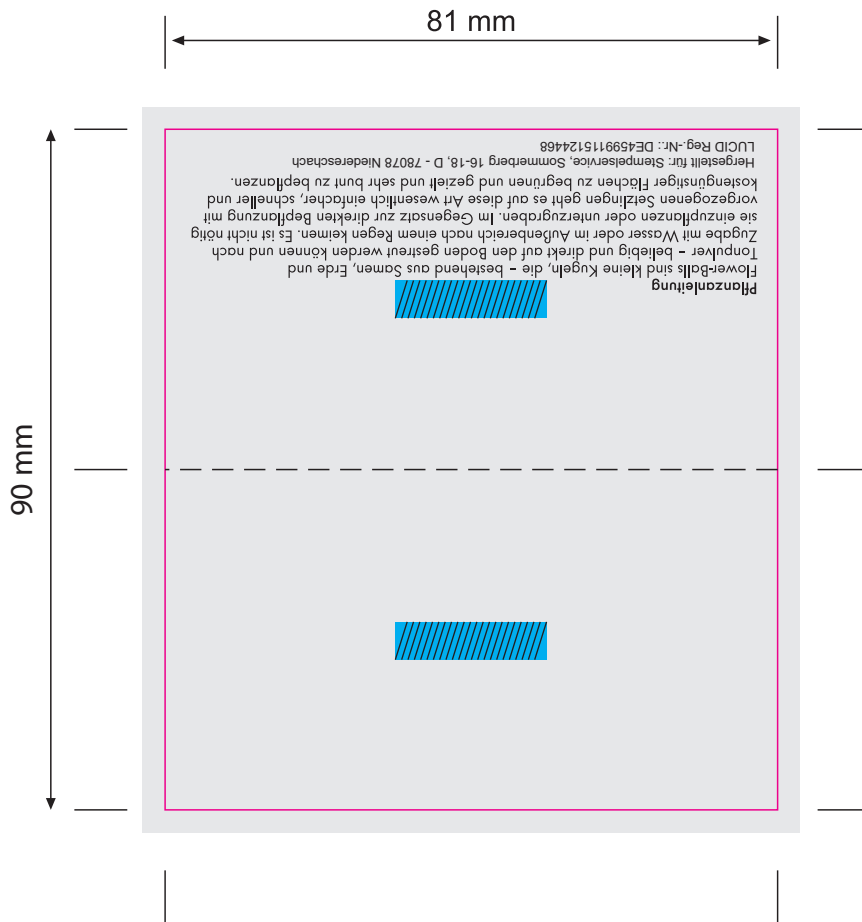 81 mm
90 mm
Pflanzanleitung
Flower-Balls sind kleine Kugeln, die – bestehend aus Samen, Erde und
Tonpulver – beliebig und direkt auf den Boden gestreut werden können und nach
Zugabe mit Wasser oder im Außenbereich nach einem Regen keimen. Es ist nicht nötig
sie einzupflanzen oder unterzugraben. Im Gegensatz zur direkten Bepflanzung mit
vorgezogenen Setzlingen geht es auf diese Art wesentlich einfacher, schneller und
kostengünstiger Flächen zu begrünen und gezielt und sehr bunt zu bepflanzen.
Hergestellt für: Stempelservice, Sommerberg 16-18, D - 78078 Niedereschach
LUCID Reg.-Nr.: DE4599115124468